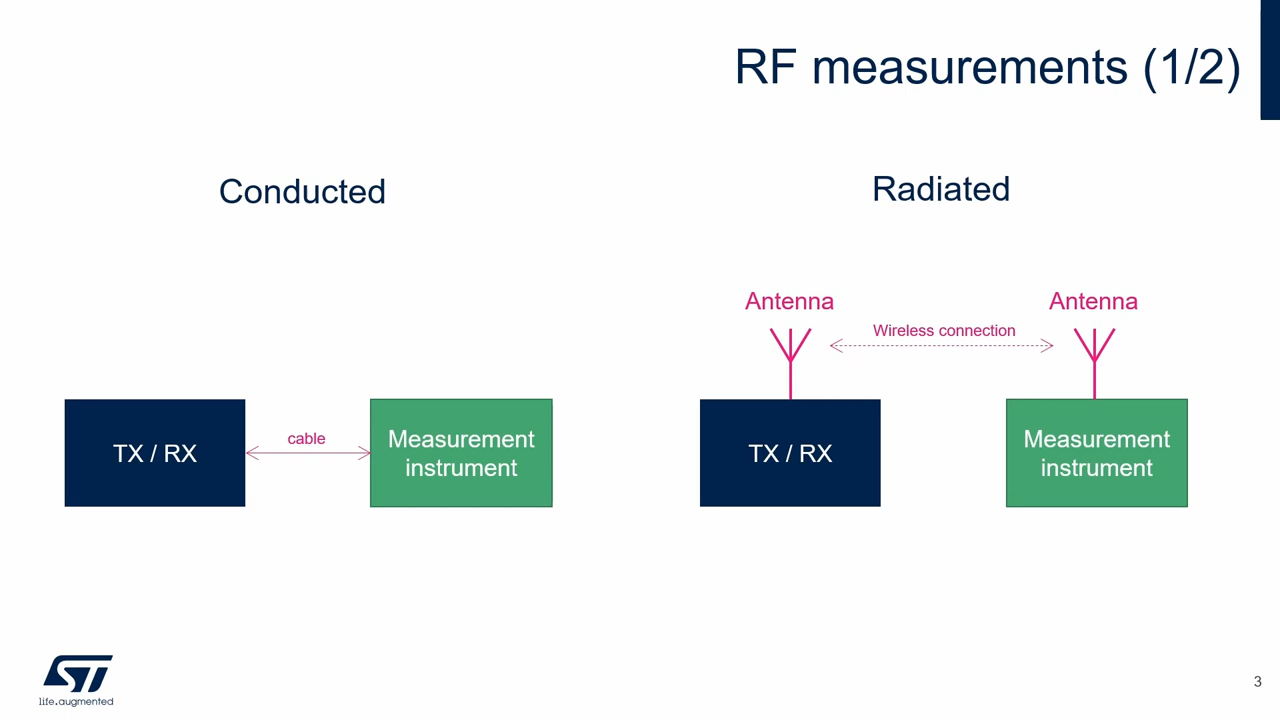 RF measurements (1/2)
Conducted
TX / RX
cable
Measurement
instrument
Radiated
Antenna
Wireless connection
Antenna
TX / RX
Measurement
instrument
ST
life.augmented
3